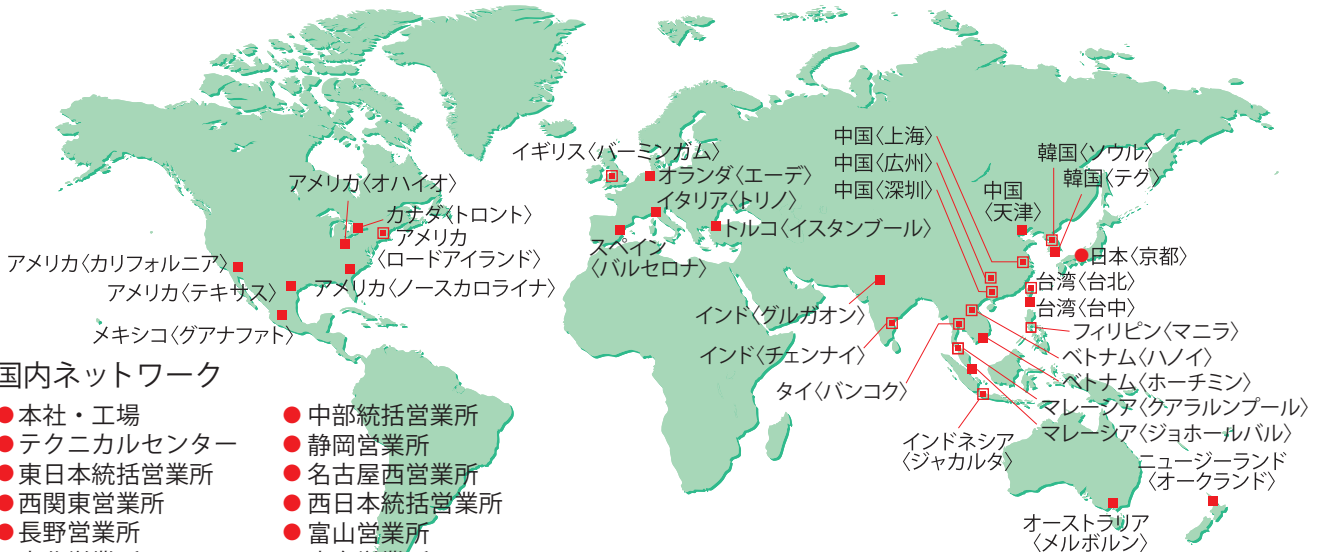 イギリス〈バーミンガム〉
オランダ〈エーデ〉
イタリア〈トリノ〉
トルコ〈イスタンブール〉
スペイン
〈バルセロナ〉
アメリカ〈オハイオ〉
カナダ〈トロント〉
アメリカ
〈ロードアイランド〉
アメリカ〈カリフォルニア〉
アメリカ〈テキサス〉
アメリカ〈ノースカロライナ〉
メキシコ〈グアナファト〉
中国〈上海〉
中国〈広州〉
中国〈深圳〉
中国
〈天津〉
韓国〈ソウル〉
韓国〈テグ〉
日本〈京都〉
台湾〈台北〉
台湾〈台中〉
フィリピン〈マニラ〉
ベトナム〈ハノイ〉
ベトナム〈ホーチミン〉
マレーシア〈クアラルンプール〉
マレーシア〈ジョホールバル〉
インド〈グルガオン〉
インド〈チェンナイ〉
タイ〈バンコク〉
インドネシア
〈ジャカルタ〉
ニュージーランド
〈オークランド〉
オーストラリア
〈メルボルン〉
国内ネットワーク
本社・工場
テクニカルセンター
東日本統括営業所
西関東営業所
長野営業所
中部統括営業所
静岡営業所
名古屋西営業所
西日本統括営業所
富山営業所